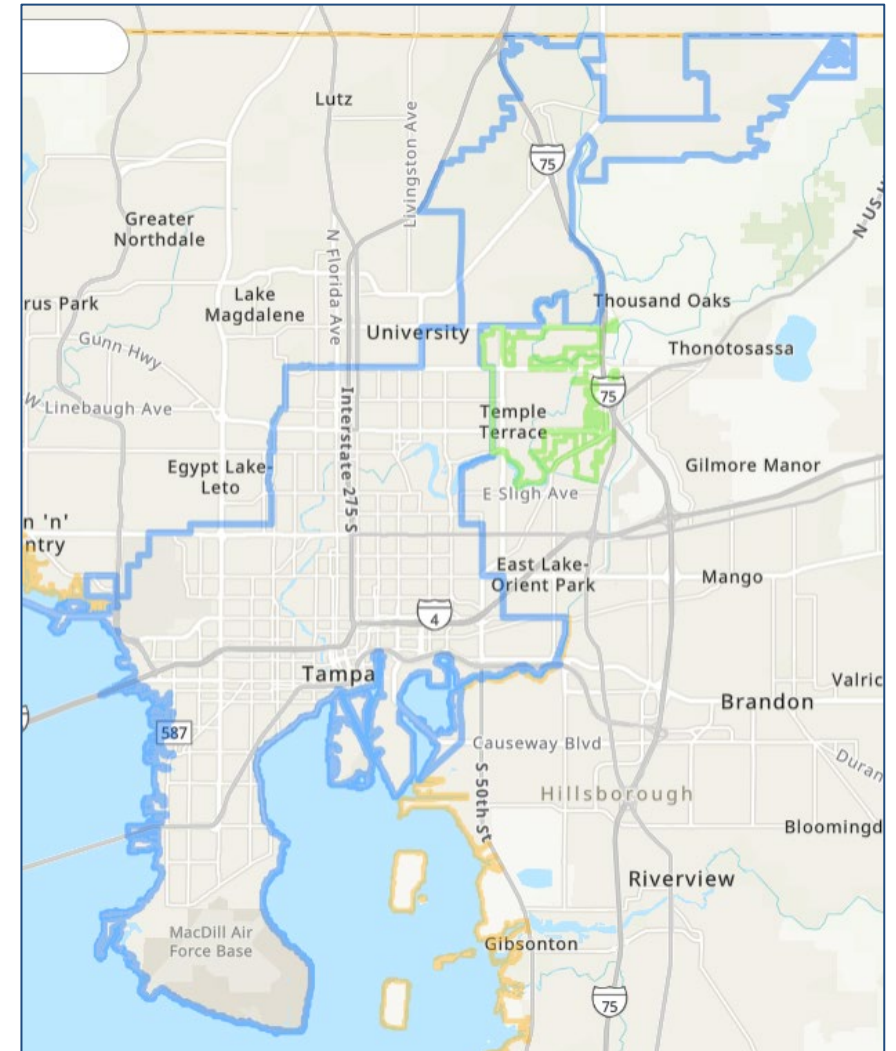 Lutz
Livingston Ave
75
Greater
Northdale
N Florida Ave
N-US-H
rus Park
Lake
Magdalene
Thousand Oaks
University
Gunn Hwy
Thonotosassa
75
W Linebaugh Ave
Interstate 275 S
Temple
Terrace
Egypt Lake-
Leto
Gilmore Manor
E Sligh Ave
n 'n'
ntry
East Lake-
Orient Park
Mango
4
Tampa
Valric
Brandon
587
Causeway Blvd
Duran
S 50th St
Hillsborough
Bloomingd
Riverview
MacDill Air
Force Base
Gibsonton
75